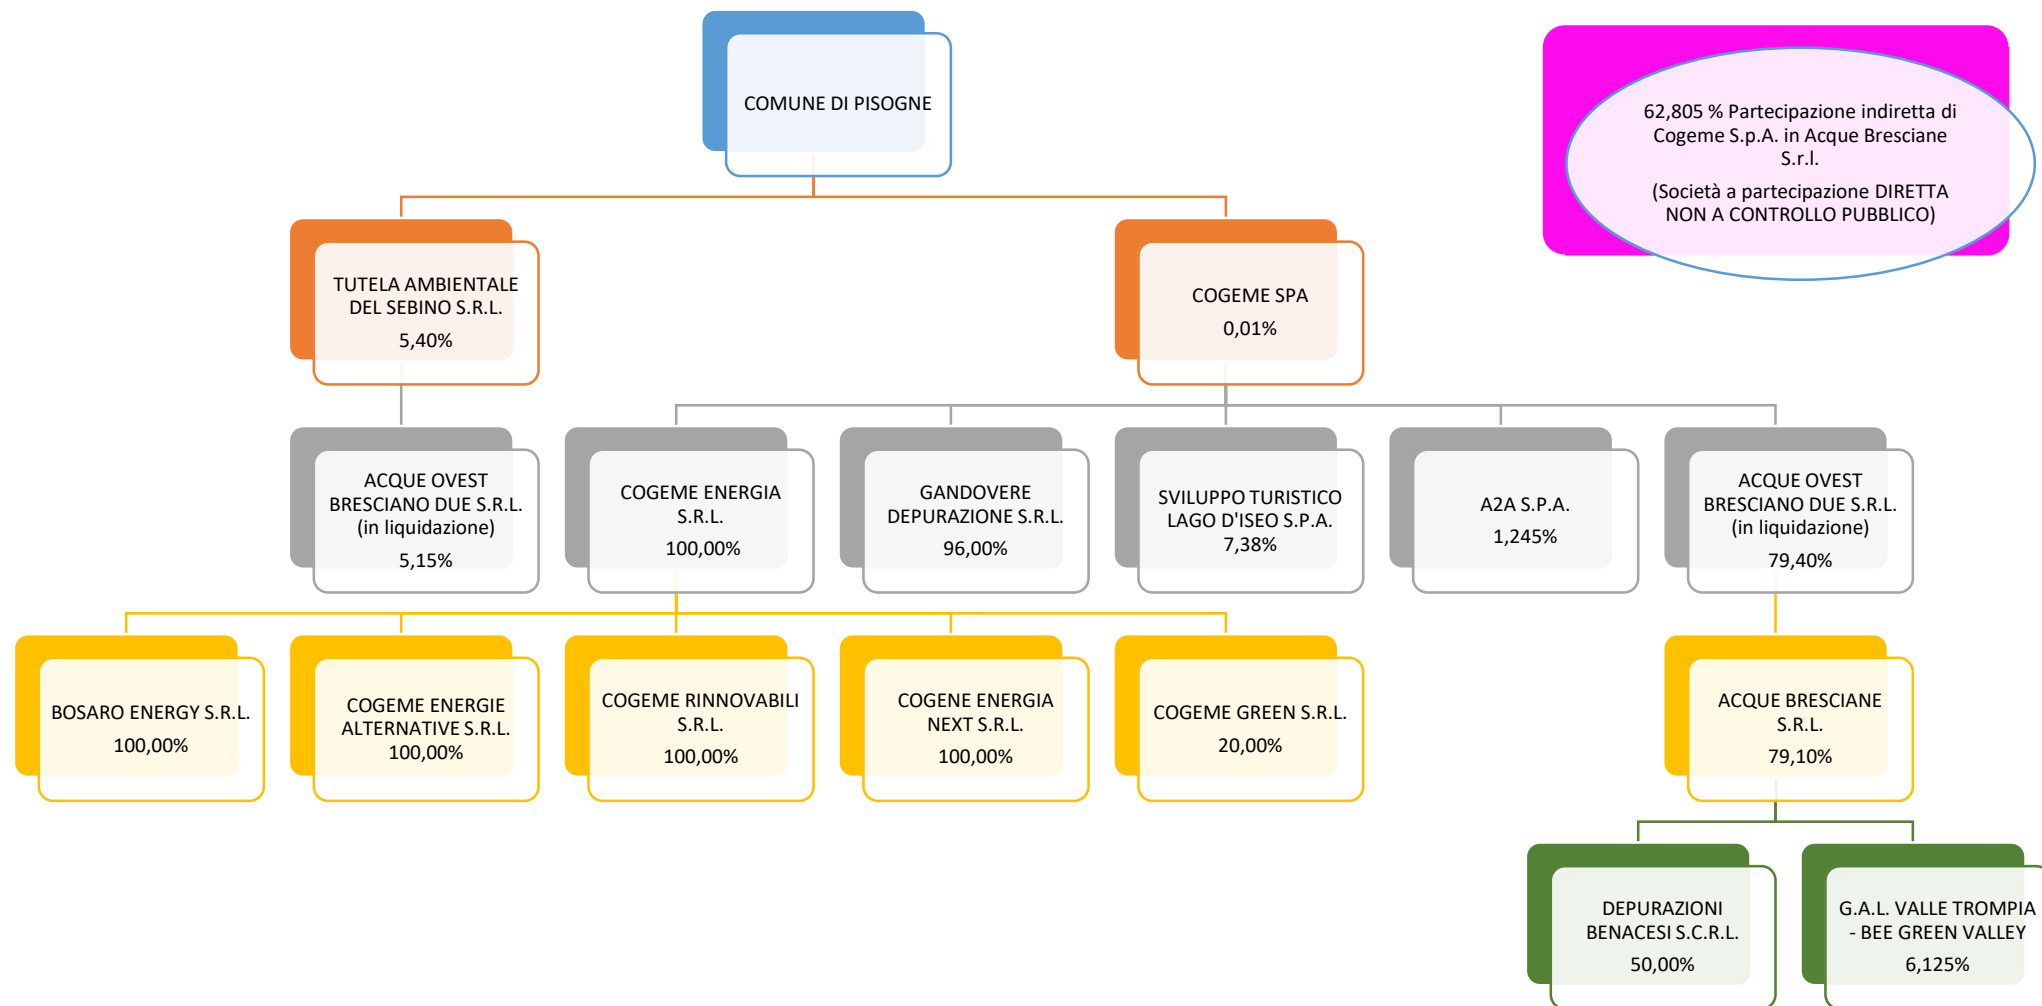 COMUNE DI PISOGNE
62,805 % Partecipazione indiretta di
Cogeme S.p.A. in Acque Bresciane
S.r.l.
(Società a partecipazione DIRETTA
NON A CONTROLLO PUBBLICO)
TUTELA AMBIENTALE
DEL SEBINO S.R.L.
5,40%
COGEME SPA
0,01%
ACQUE OVEST
BRESCIANO DUE S.R.L.
(in liquidazione)
5,15%
COGEME ENERGIA
S.R.L.
100,00%
GANDOVERE
DEPURAZIONE S.R.L.
96,00%
SVILUPPO TURISTICO
LAGO D'ISEO S.P.A.
7,38%
A2A S.P.A.
1,245%
ACQUE OVEST
BRESCIANO DUE S.R.L.
(in liquidazione)
79,40%
BOSARO ENERGY S.R.L.
100,00%
COGEME ENERGIE
ALTERNATIVE S.R.L.
100,00%
COGEME RINNOVABILI
S.R.L.
100,00%
COGENE ENERGIA
NEXT S.R.L.
100,00%
COGEME GREEN S.R.L.
20,00%
ACQUE BRESCIANE
S.R.L.
79,10%
DEPURAZIONI
BENACESI S.C.R.L.
50,00%
G.A.L. VALLE TROMPIA
- BEE GREEN VALLEY
6,125%